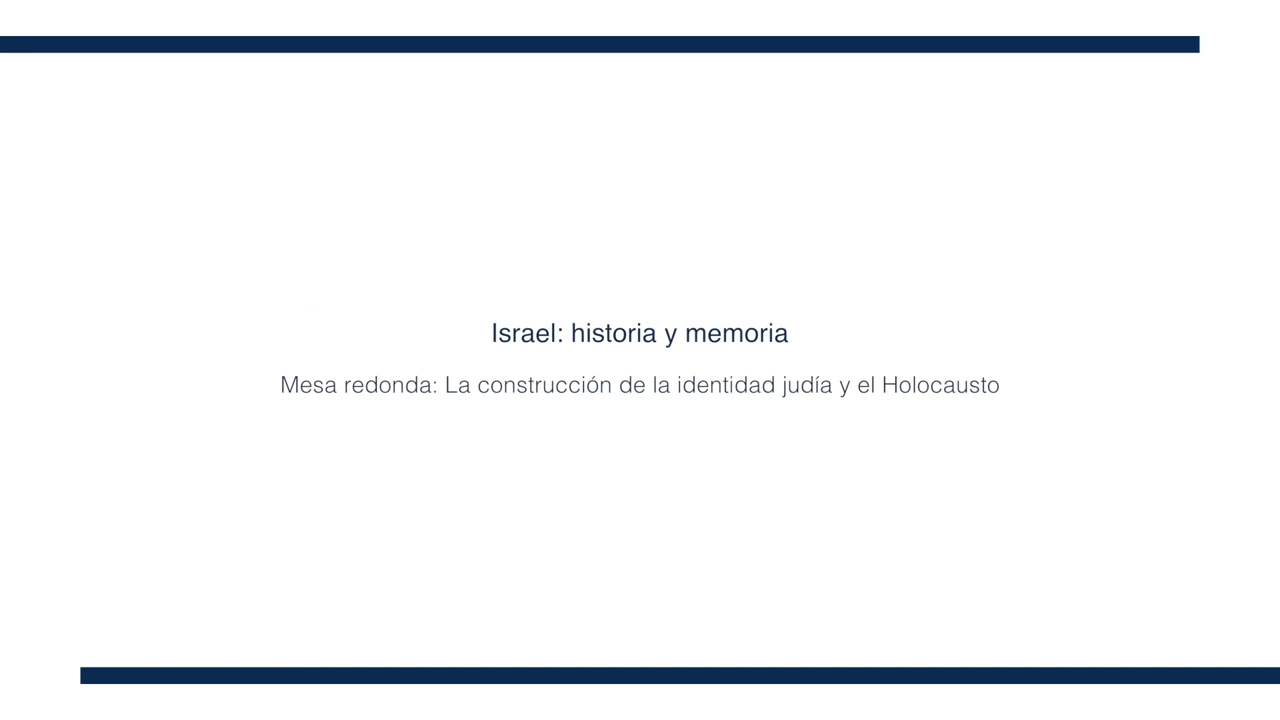 Israel: historia y memoria
Mesa redonda: La construcción de la identidad judía y el Holocausto